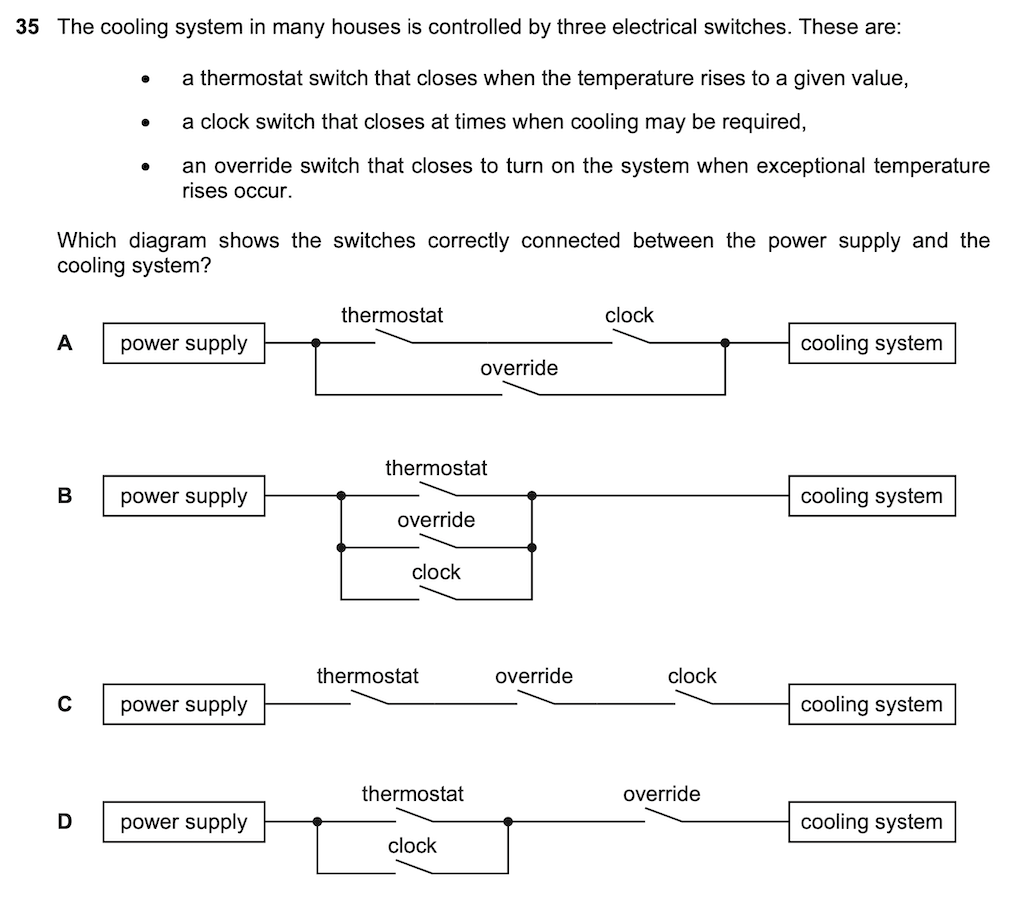 35 The cooling system in many houses is controlled by three electrical switches. These are:
• a thermostat switch that closes when the temperature rises to a given value,
• a clock switch that closes at times when cooling may be required,
• an override switch that closes to turn on the system when exceptional temperature
rises occur.
Which diagram shows the switches correctly connected between the power supply and the
cooling system?
thermostat clock
A power supply cooling system
override
thermostat
B power supply cooling system
override
clock
thermostat override clock
C power supply cooling system
thermostat override
D power supply cooling system
clock